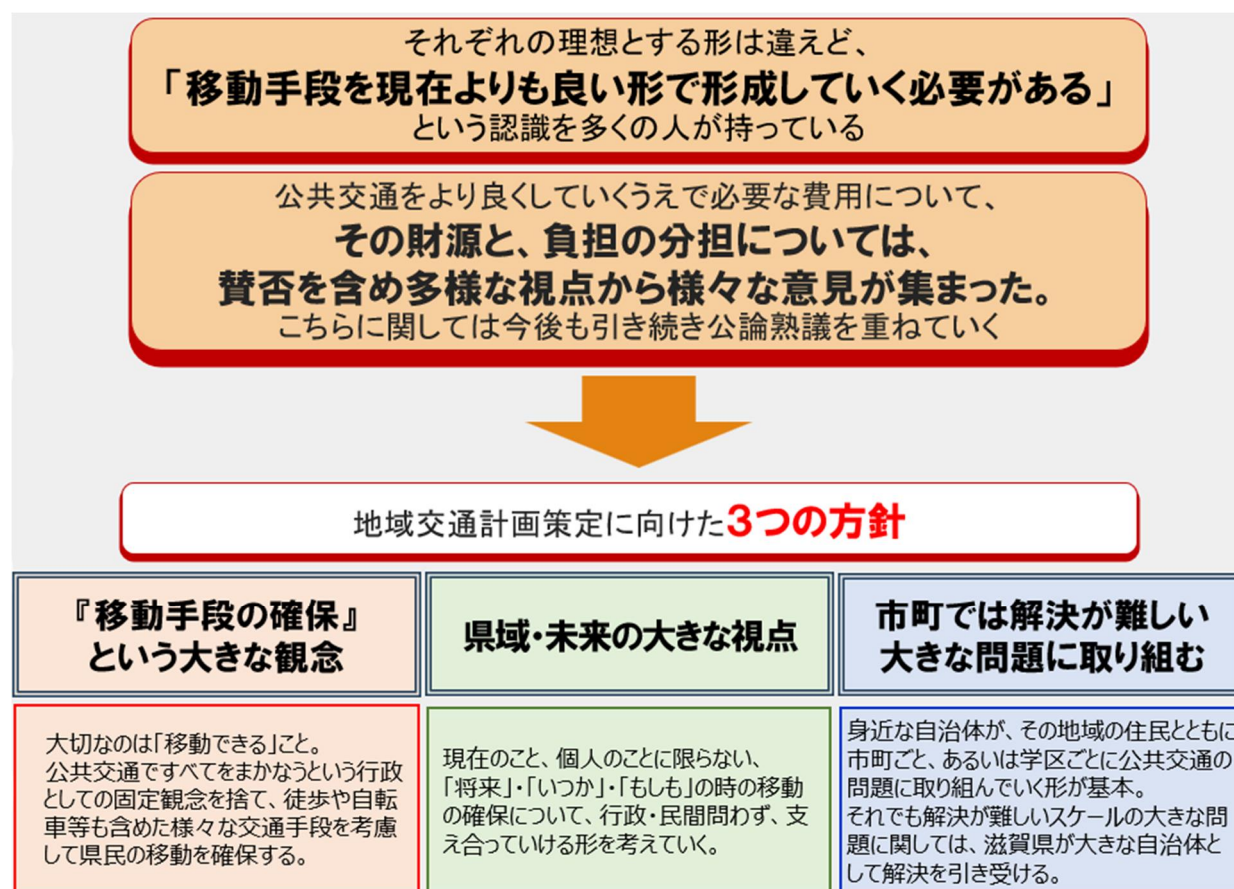 それぞれの理想とする形は違えど、
「移動手段を現在よりも良い形で形成していく必要がある」
という認識を多くの人が持っている
公共交通をより良くしていくうえで必要な費用について、
その財源と、負担の分担については、
賛否を含め多様な視点から様々な意見が集まった。
こちらに関しては今後も引き続き公論熟議を重ねていく
地域交通計画策定に向けた3つの方針
『移動手段の確保』
という大きな観念
大切なのは「移動できる」こと。
公共交通ですべてをまかなうという行政
としての固定観念を捨て、徒歩や自転
車等も含めた様々な交通手段を考慮
して県民の移動を確保する。
県域・未来の大きな視点
現在のこと、個人のことに限らない、
「将来」・「いつか」・「もしも」の時の移動
の確保について、行政・民間問わず、支
え合っていける形を考えていく。
市町では解決が難しい
大きな問題に取り組む
身近な自治体が、その地域の住民とともに
市町ごと、あるいは学区ごとに公共交通の
問題に取り組んでいく形が基本。
それでも解決が難しいスケールの大きな問
題に関しては、滋賀県が大きな自治体と
して解決を引き受ける。